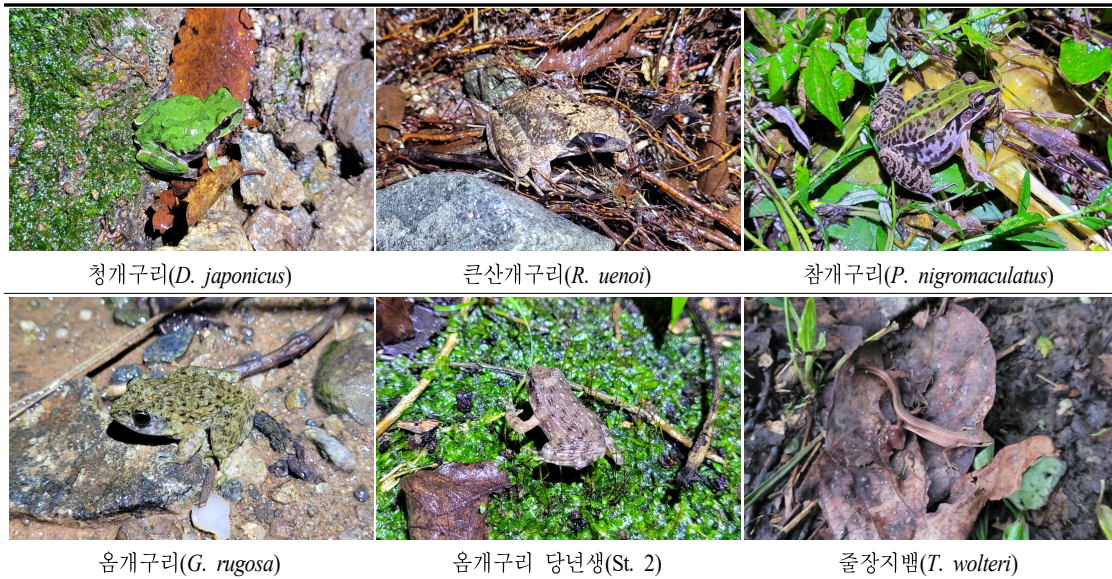 청개구리(D. japonicus)
큰산개구리(R. uenoi)
참개구리(P. nigromaculatus)
옴개구리(G. rugosa)
옴개구리 당년생(St. 2)
줄장지뱀(T. wolteri)